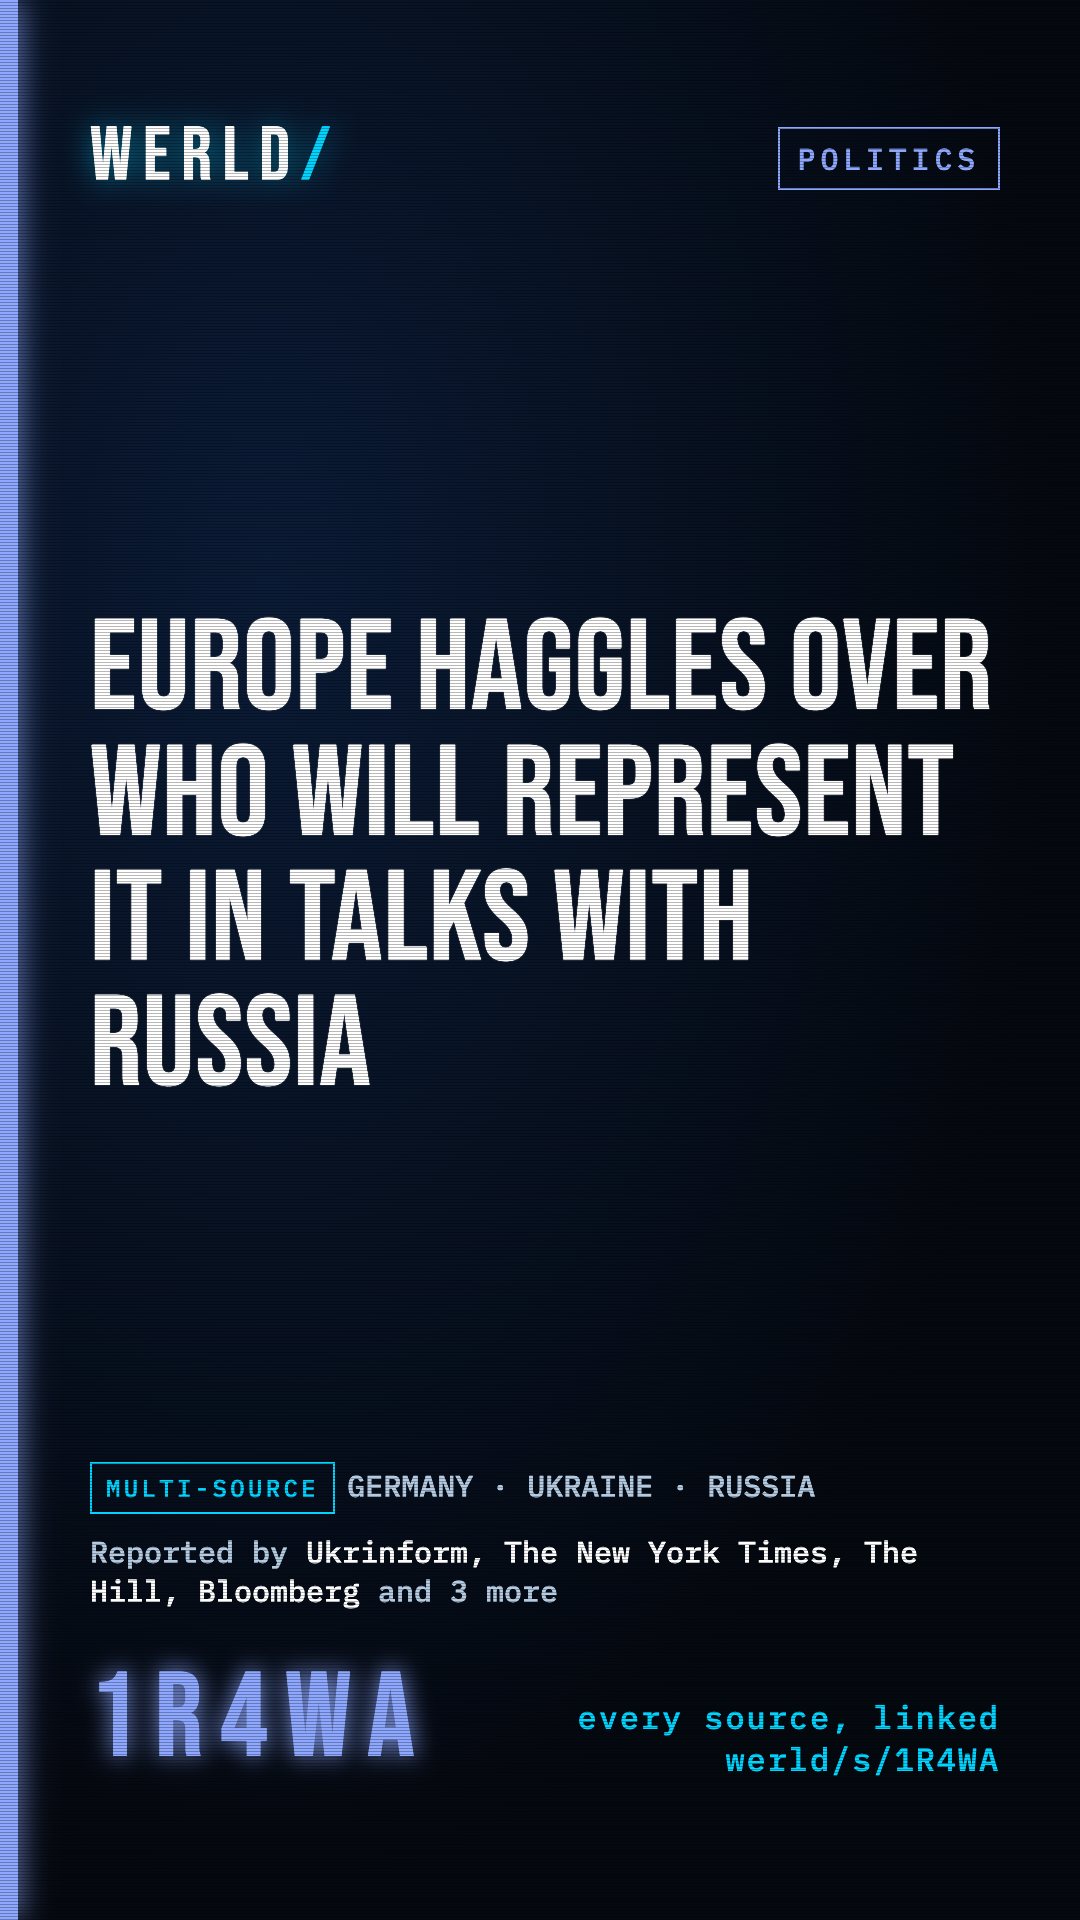 WERLD/
POLITICS
EUROPE HAGGLES OVER
WHO WILL REPRESENT
IT IN TALKS WITH
RUSSIA
MULTI-SOURCE GERMANY · UKRAINE · RUSSIA
Reported by Ukrinform, The New York Times, The
Hill, Bloomberg and 3 more
1R4WA
every source, linked
werld/s/1R4WA